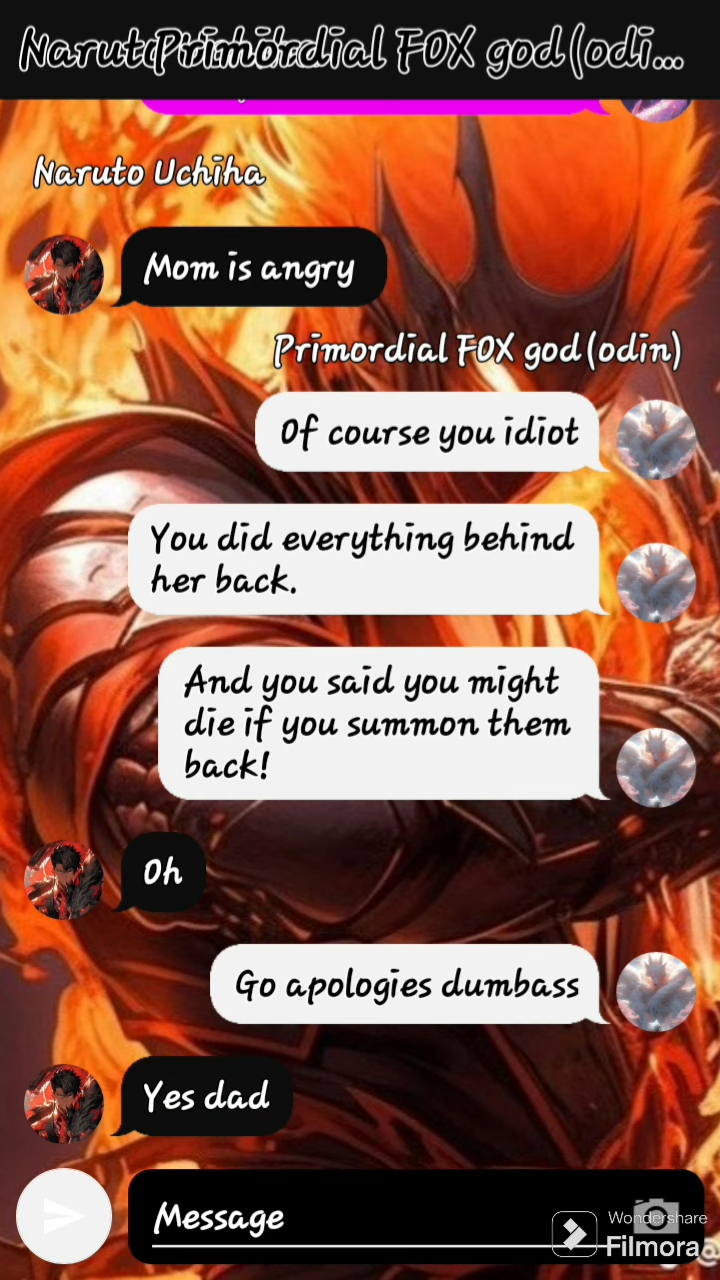 Primordial FOX god(odi...
Naruto Uchiha
Mom is angry
Primordial FOX god(odin)
Of course you idiot
You did everything behind
her back.
And you said you might
die if you summon them
back!
Oh
Go apologies dumbass
Yes dad
Message
Wondershare
Filmora